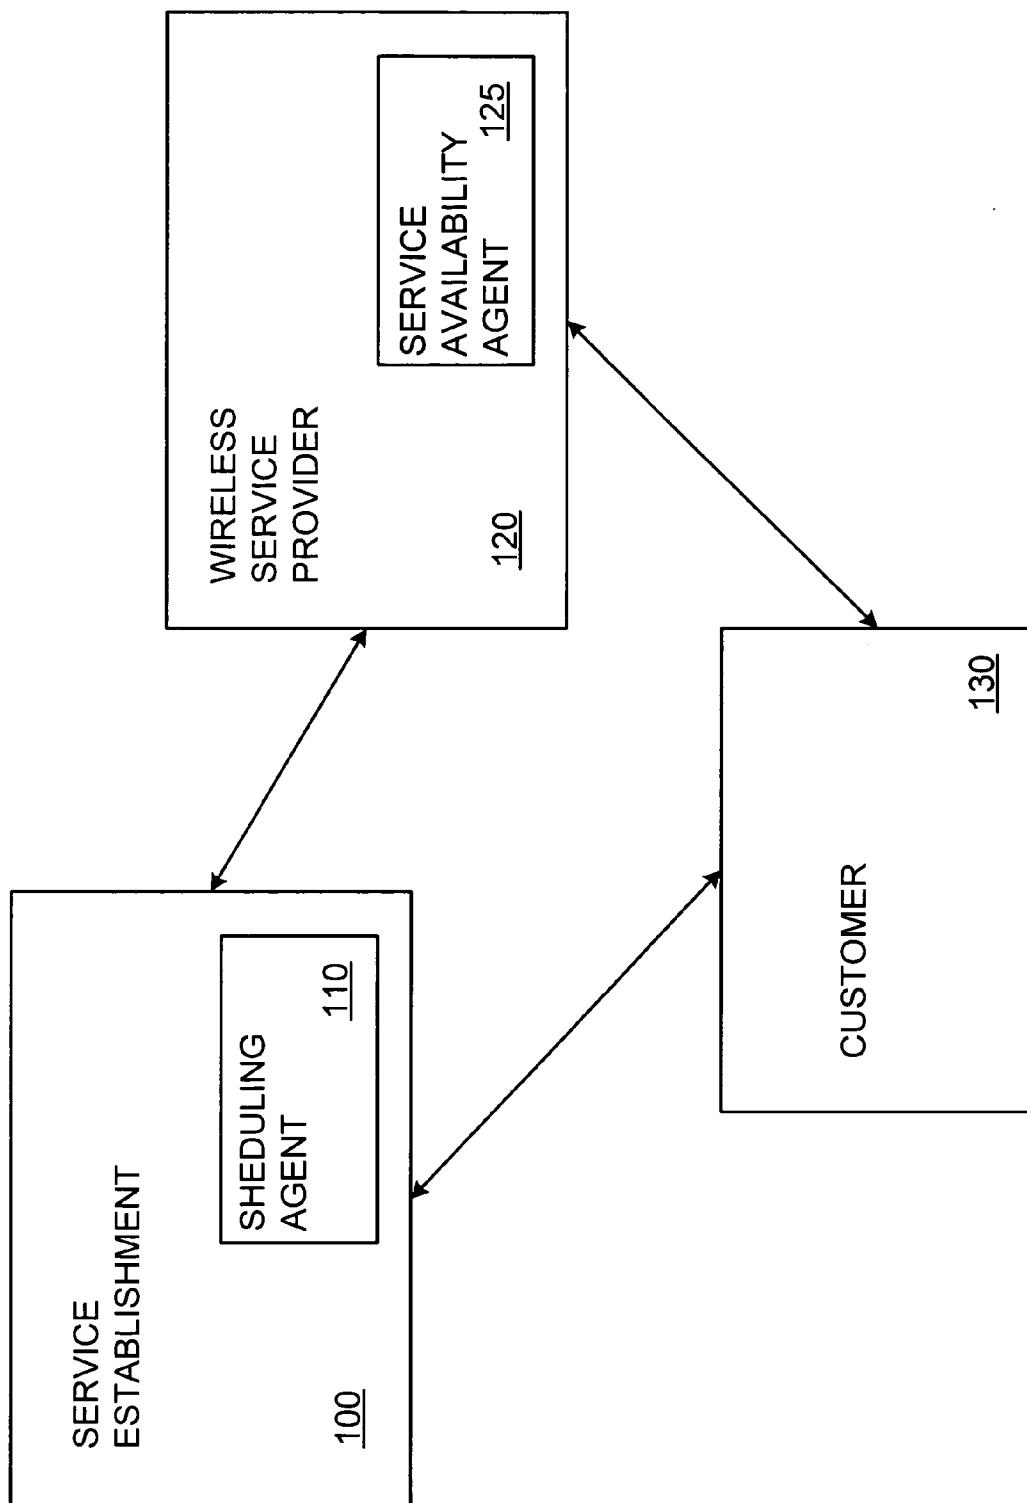 SERVICE
ESTABLISHMENT
100
SHEDULING
AGENT
110
WIRELESS
SERVICE
PROVIDER
120
SERVICE
AVAILABILITY
AGENT
125
CUSTOMER
130